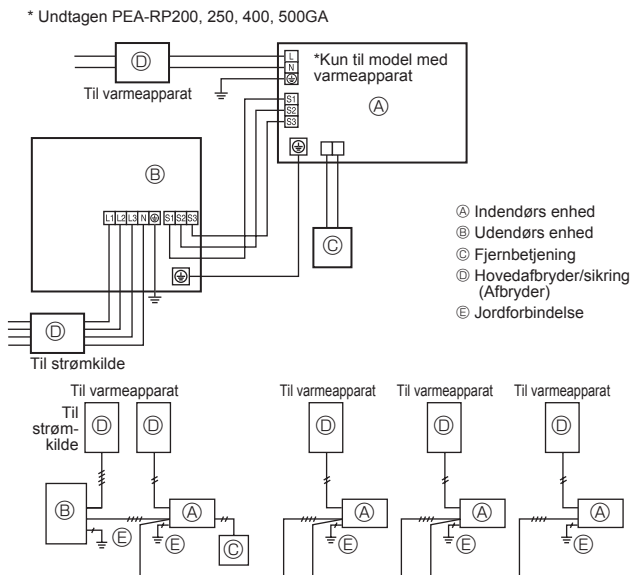 * Undtagen PEA-RP200, 250, 400, 500GA
D
Til varmeapparat
L
N
*Kun til model med
varmeapparat
A
S1
S2
S3
B
L1 L2 L3 N S1 S2 S3
C
D
Til strømkilde
Ⓐ Indendørs enhed
Ⓑ Udendørs enhed
Ⓒ Fjernbetjening
Ⓓ Hovedafbryder/sikring
(Afbryder)
Ⓔ Jordforbindelse
Til varmeapparat Til varmeapparat Til varmeapparat Til varmeapparat
Til
strøm-
kilde
Ⓓ Ⓓ Ⓓ Ⓓ Ⓓ
Ⓑ Ⓐ Ⓐ Ⓐ Ⓐ
Ⓔ Ⓔ Ⓒ Ⓔ Ⓔ Ⓔ